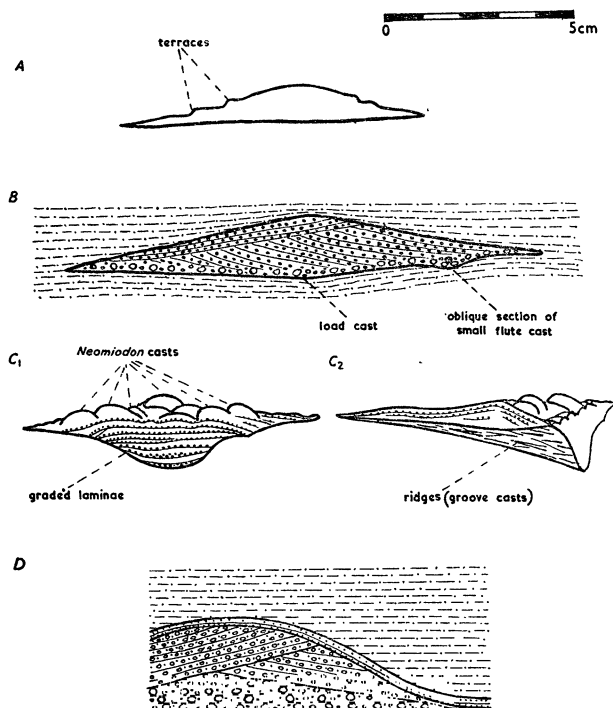 0 5cm
A
terraces
B
load cast
oblique section of
small flute cast
C1
Neomiodon casts
C2
graded laminae
ridges (groove casts)
D